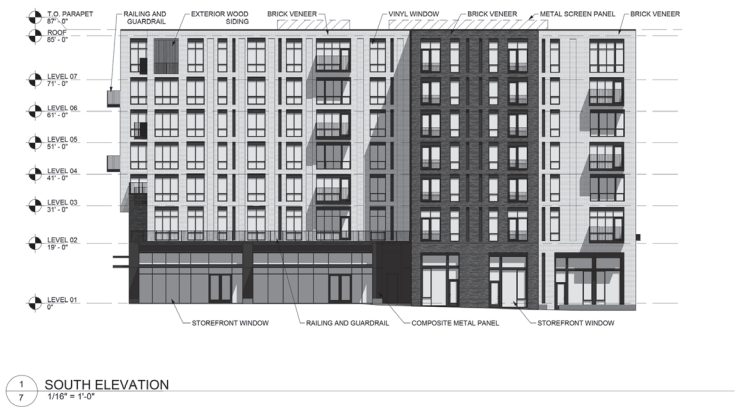 T.O. PARAPET
87' - 0"
RAILING AND
GUARDRAIL
EXTERIOR WOOD
SIDING
BRICK VENEER
VINYL WINDOW
BRICK VENEER
METAL SCREEN PANEL
BRICK VENEER
ROOF
85' - 0"
LEVEL 07
71' - 0"
LEVEL 06
61' - 0"
LEVEL 05
51' - 0"
LEVEL 04
41' - 0"
LEVEL 03
31' - 0"
LEVEL 02
19' - 0"
LEVEL 01
0"
STOREFRONT WINDOW
RAILING AND GUARDRAIL
COMPOSITE METAL PANEL
STOREFRONT WINDOW
1
7
SOUTH ELEVATION
1/16" = 1'-0"